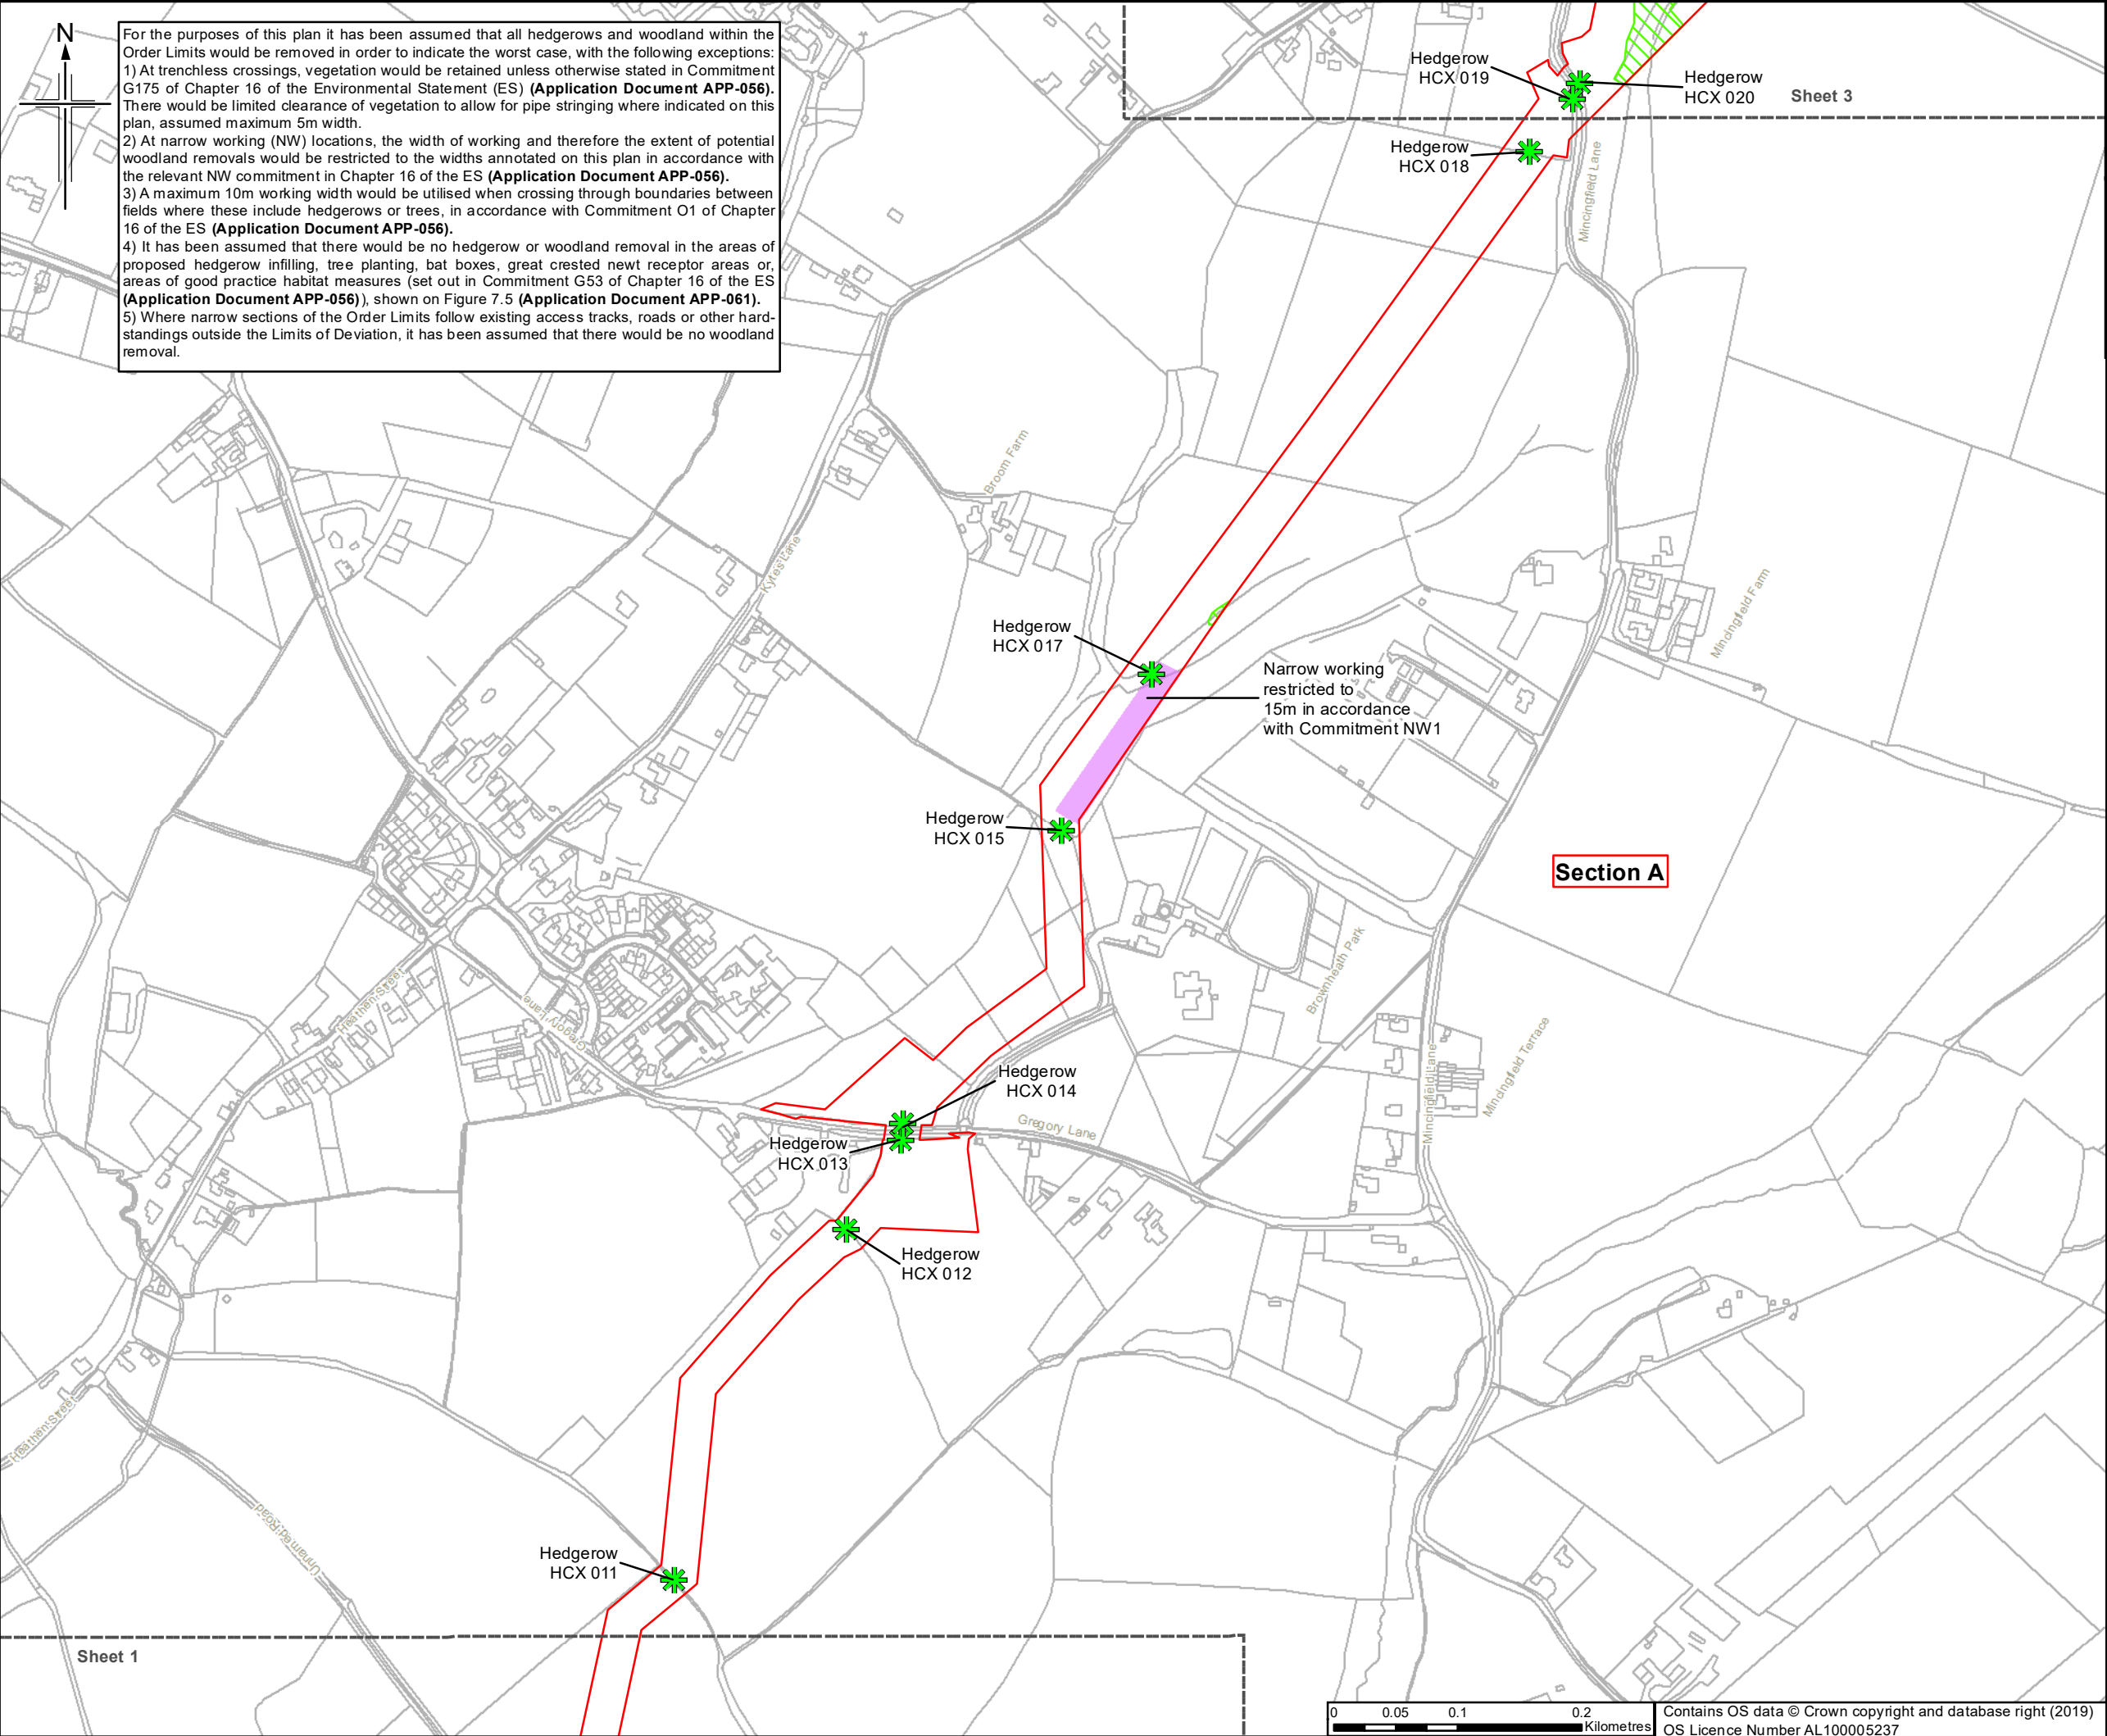 N
For the purposes of this plan it has been assumed that all hedgerows and woodland within the
Order Limits would be removed in order to indicate the worst case, with the following exceptions:
1) At trenchless crossings, vegetation would be retained unless otherwise stated in Commitment
G175 of Chapter 16 of the Environmental Statement (ES) (Application Document APP-056).
There would be limited clearance of vegetation to allow for pipe stringing where indicated on this
plan, assumed maximum 5m width.
2) At narrow working (NW) locations, the width of working and therefore the extent of potential
woodland removals would be restricted to the widths annotated on this plan in accordance with
the relevant NW commitment in Chapter 16 of the ES (Application Document APP-056).
3) A maximum 10m working width would be utilised when crossing through boundaries between
fields where these include hedgerows or trees, in accordance with Commitment O1 of Chapter
16 of the ES (Application Document APP-056).
4) It has been assumed that there would be no hedgerow or woodland removal in the areas of
proposed hedgerow infilling, tree planting, bat boxes, great crested newt receptor areas or,
areas of good practice habitat measures (set out in Commitment G53 of Chapter 16 of the ES
(Application Document APP-056)), shown on Figure 7.5 (Application Document APP-061).
5) Where narrow sections of the Order Limits follow existing access tracks, roads or other hard-
standings outside the Limits of Deviation, it has been assumed that there would be no woodland
removal.
Hedgerow
HCX 019
Hedgerow
HCX 020
Sheet 3
Hedgerow
HCX 018
Mincingfield Lane
Broom Farm
Kytes Lane
Mincingfield Farm
Hedgerow
HCX 017
Narrow working
restricted to
15m in accordance
with Commitment NW1
Hedgerow
HCX 015
Section A
Brownheath Park
Heathen Street
Gregory Lane
Mincingfield Lane
Mincingfield Terrace
Hedgerow
HCX 014
Gregory Lane
Hedgerow
HCX 013
Hedgerow
HCX 012
Heathen Street
Unnamed Road
Hedgerow
HCX 011
Sheet 1
0 0.05 0.1 0.2
Kilometres
Contains OS data © Crown copyright and database right (2019)
OS Licence Number AL100005237